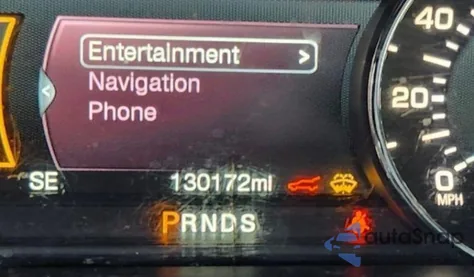 Entertainment >
Navigation
<
Phone
40
20
0
MPH
SE
130172mi
PRNDS
autoSnap